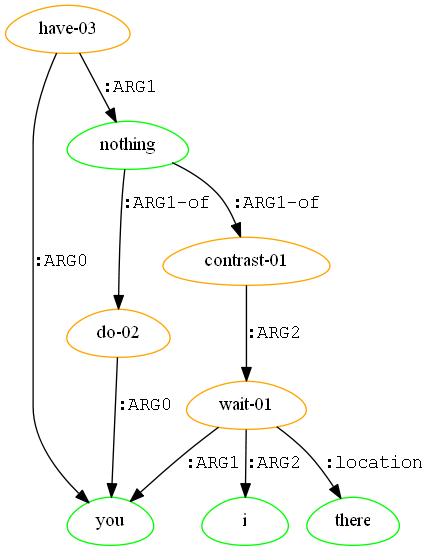 have-03
:ARG1
nothing
:ARG1-of :ARG1-of
:ARG0 contrast-01
do-02 :ARG2
:ARG0 wait-01
:ARG1 :ARG2 :location
you i there